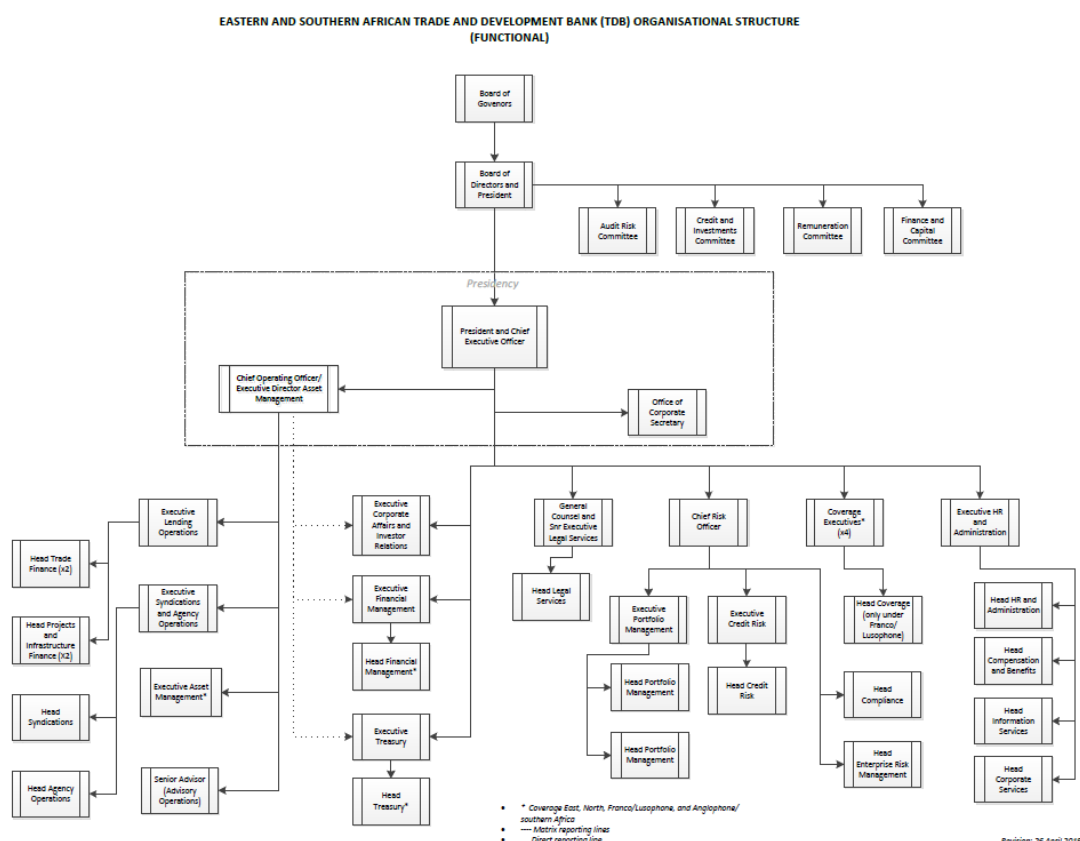 EASTERN AND SOUTHERN AFRICAN TRADE AND DEVELOPMENT BANK (TDB) ORGANISATIONAL STRUCTURE
(FUNCTIONAL)
Board of
Govenors
Board of
Directors and
President
Audit Risk
Committee
Credit and
Investments
Committee
Remuneration
Committee
Finance and
Capital
Committee
Presidency
President and Chief
Executive Officer
Chief Operating Officer/
Executive Director Asset
Management
Office of
Corporate
Secretary
Executive
Lending
Operations
Executive
Corporate
Affairs and
Investor
Relations
General
Counsel and
Snr Executive
Legal Services
Chief Risk
Officer
Coverage
Executives*
(x4)
Executive HR
and
Administration
Head Trade
Finance (x2)
Executive
Syndications
and Agency
Operations
Executive
Financial
Management
Head Legal
Services
Executive
Portfolio
Management
Executive
Credit Risk
Head Coverage
(only under
Franco/
Lusophone)
Head HR and
Administration
Head Projects
and
Infrastructure
Finance (X2)
Head Financial
Management*
Head
Compensation
and Benefits
Executive Asset
Management*
Head Portfolio
Management
Head Credit
Risk
Head
Compliance
Head
Syndications
Executive
Treasury
Head Portfolio
Management
Head
Information
Services
Head
Enterprise Risk
Management
Head Agency
Operations
Senior Advisor
(Advisory
Operations)
Head
Treasury*
Head
Corporate
Services
• * Coverage East, North, Franco/Lusophone, and Anglophone/
southern Africa
• ---- Matrix reporting lines
Direct reporting line
Revision: 26 April